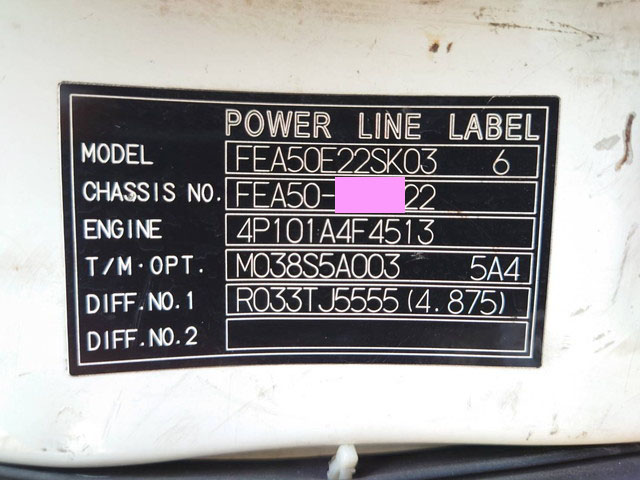 POWER LINE LABEL
MODEL FEA50E22SK03 6
CHASSIS NO. FEA50- 22
ENGINE 4P101A4F4513
T/M·OPT. M038S5A003 5A4
DIFF.NO.1 R033TJ5555(4.875)
DIFF.NO.2